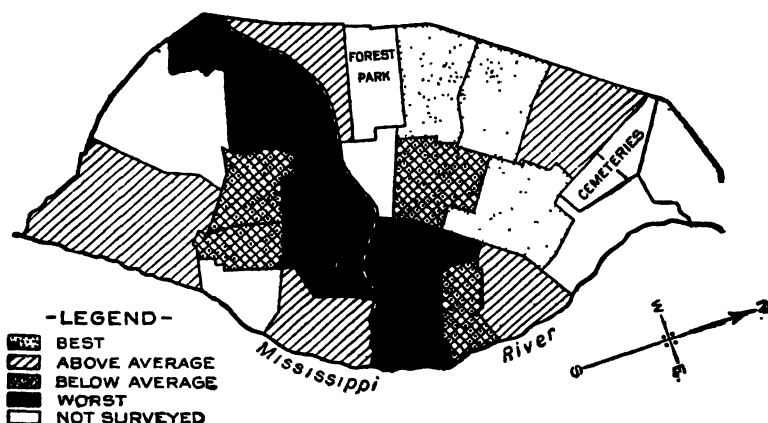 FOREST
PARK
CEMETERIES
Mississippi River
W.
N.
S.
E.
-LEGEND-
BEST
ABOVE AVERAGE
BELOW AVERAGE
WORST
NOT SURVEYED